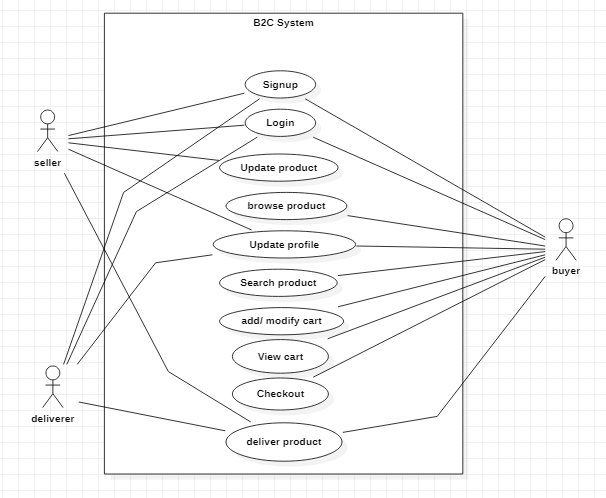 B2C System
Signup
Login
seller
Update product
browse product
Update profile
buyer
Search product
add/ modify cart
View cart
Checkout
deliverer
deliver product